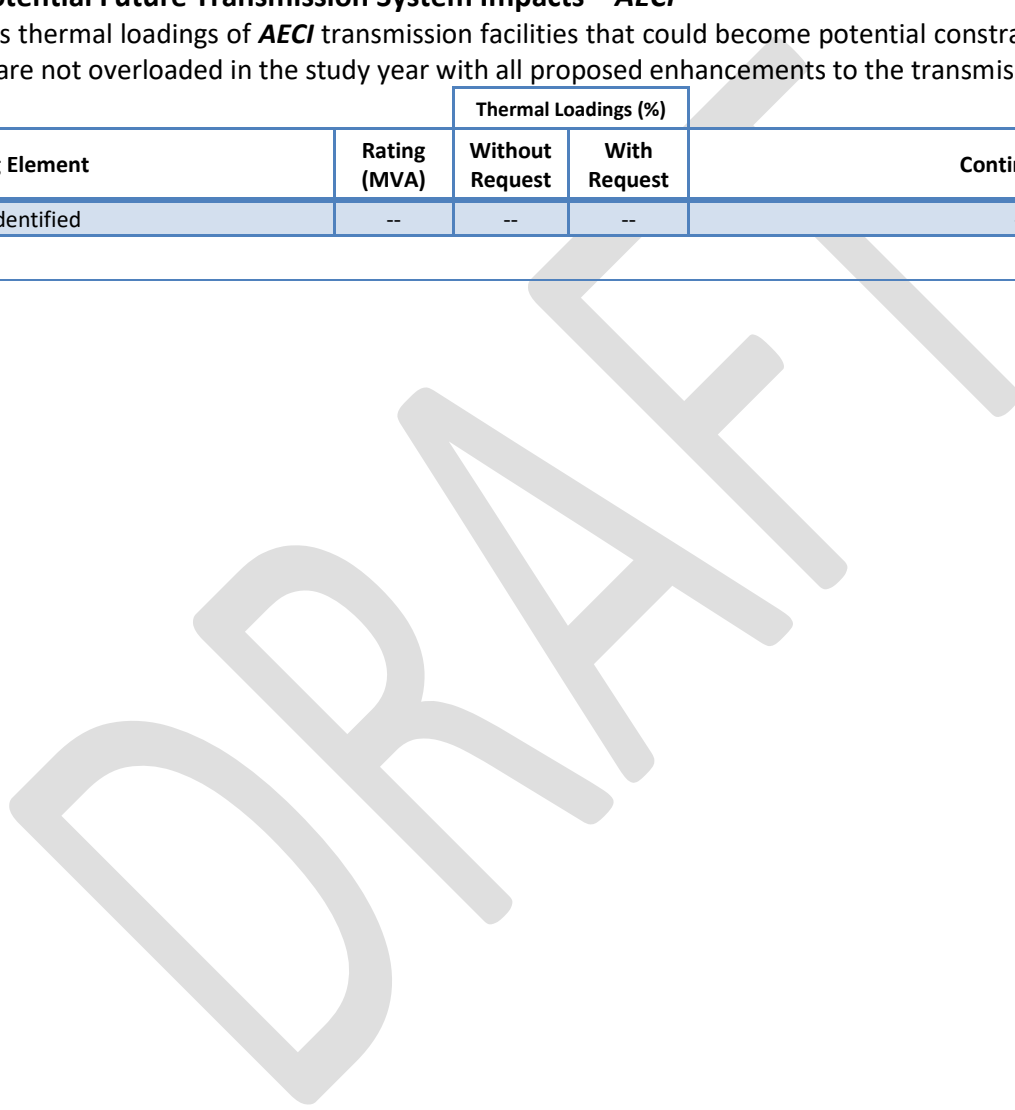 Potential Future Transmission System Impacts – AECI
s thermal loadings of AECI transmission facilities that could become potential constra
are not overloaded in the study year with all proposed enhancements to the transmis
Thermal Loadings (%)
Element Rating (MVA) Without Request With Request
dentified -- -- --
DRAFT